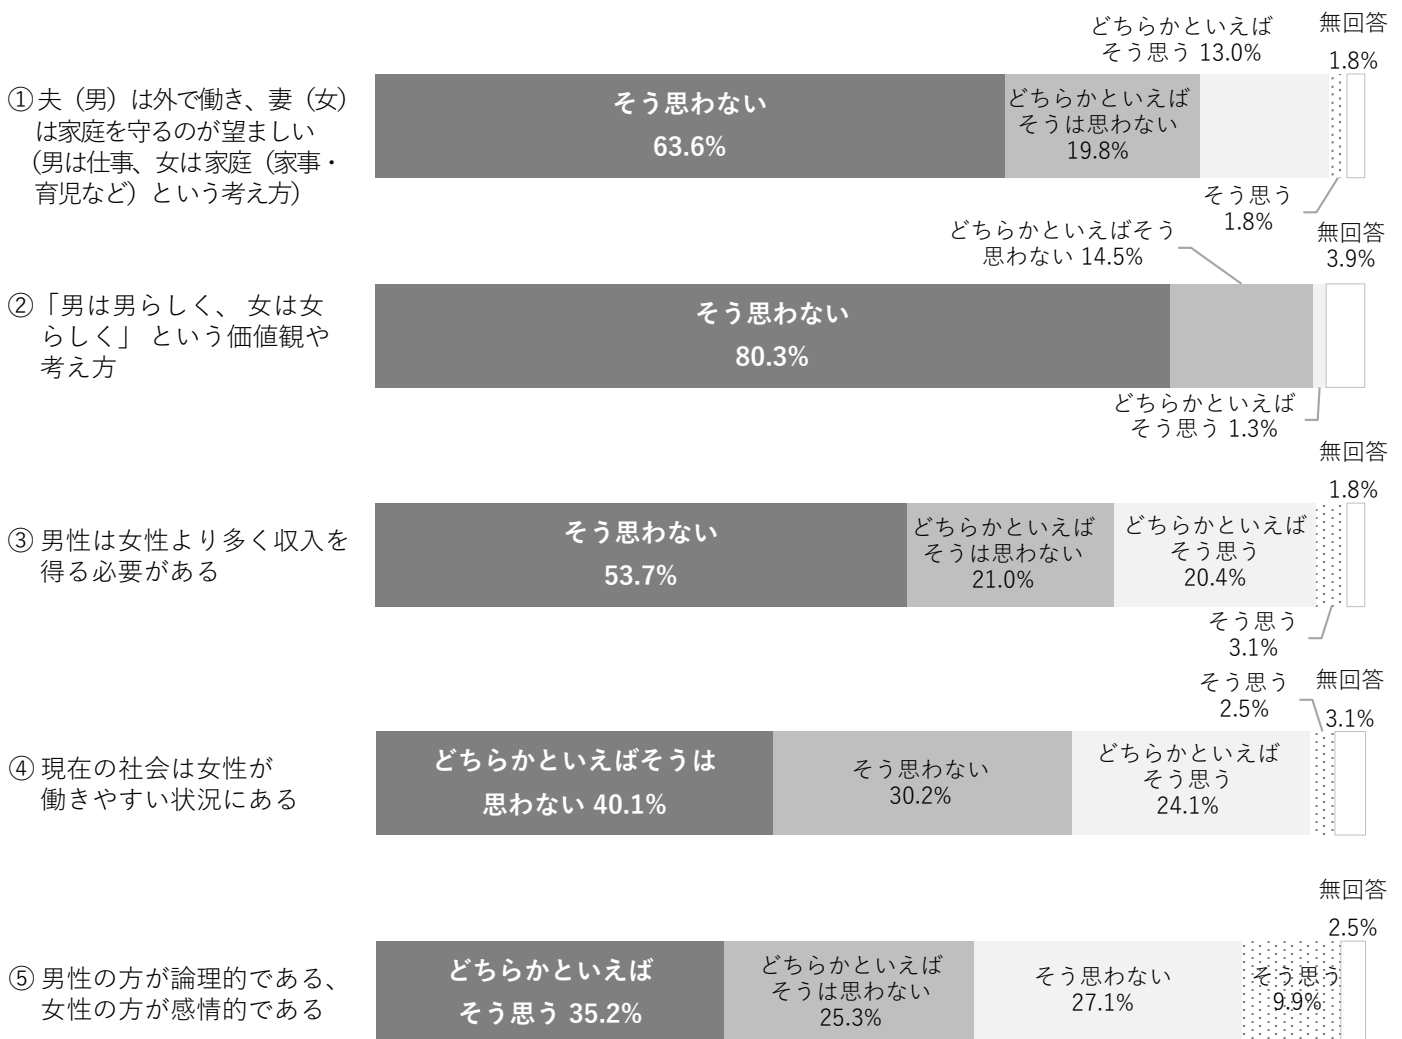 どちらかといえば
そう思う 13.0%
無回答
1.8%
① 夫（男）は外で働き、妻（女）
は家庭を守るのが望ましい
（男は仕事、女は家庭（家事・
育児など）という考え方）
そう思わない
63.6%
どちらかといえば
そうは思わない
19.8%
そう思う
1.8%
どちらかといえばそう
思わない 14.5%
無回答
3.9%
② 「男は男らしく、 女は女
らしく」 という価値観や
考え方
そう思わない
80.3%
どちらかといえば
そう思う 1.3%
無回答
1.8%
③ 男性は女性より多く収入を
得る必要がある
そう思わない
53.7%
どちらかといえば
そうは思わない
21.0%
どちらかといえば
そう思う
20.4%
そう思う
3.1%
そう思う
2.5%
無回答
3.1%
④ 現在の社会は女性が
働きやすい状況にある
どちらかといえばそうは
思わない 40.1%
そう思わない
30.2%
どちらかといえば
そう思う
24.1%
無回答
2.5%
⑤ 男性の方が論理的である、
女性の方が感情的である
どちらかといえば
そう思う 35.2%
どちらかといえば
そうは思わない
25.3%
そう思わない
27.1%
そう思う
9.9%